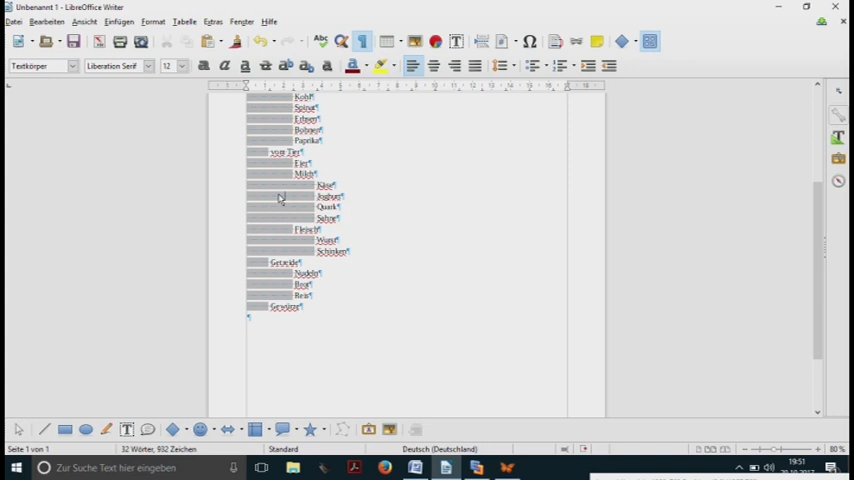 Unbenannt 1 - LibreOffice Writer
Datei Bearbeiten Ansicht Einfügen Format Tabelle Extras Fenster Hilfe
Textkörper Liberation Serif 12
Kohl¶
Spinat¶
Erbsen¶
Bohnen¶
Paprika¶
vom Tier¶
Eier¶
Milch¶
Käse¶
Joghurt¶
Quark¶
Sahne¶
Fleisch¶
Wurst¶
Schinken¶
Getreide¶
Nudeln¶
Brot¶
Reis¶
Gewürze¶
¶
Seite 1 von 1 32 Wörter, 932 Zeichen Standard Deutsch (Deutschland) 80 %
Zur Suche Text hier eingeben 19:51
20.10.2017